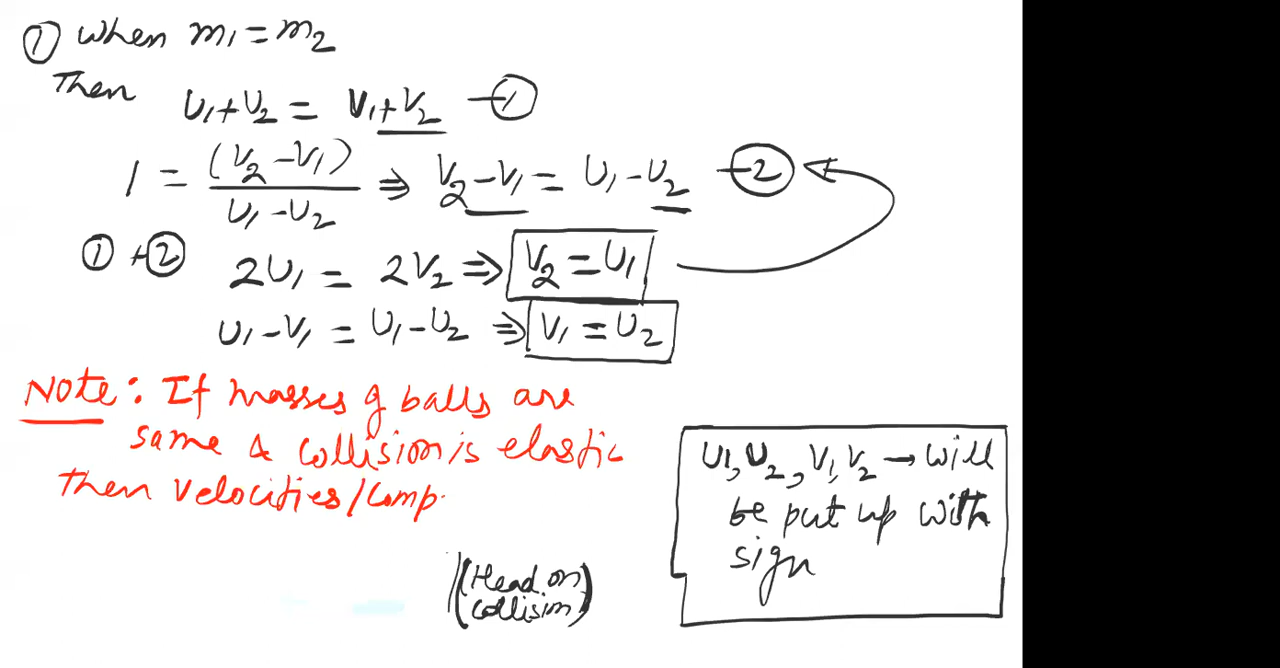 ① When m₁ = m₂
Then
U₁+U₂ = V₁+V₂ —①
1 = (V₂-V₁)/(U₁-U₂) ⇒ V₂-V₁ = U₁-U₂ —②
①+② 2U₁ = 2V₂ ⇒ V₂ = U₁
U₁-V₁ = U₁-U₂ ⇒ V₁ = U₂
Note: If masses of balls are
same & collision is elastic
then velocities/comp.
(Head on
collision)
U₁, U₂, V₁, V₂ → will
be put up with
sign